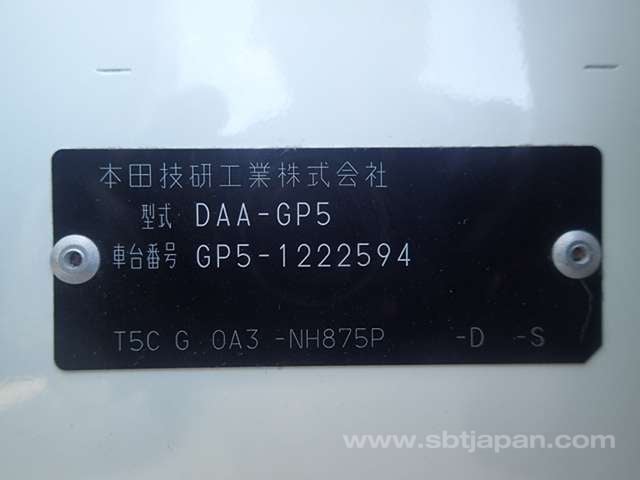 本田技研工業株式会社
型式 DAA-GP5
車台番号 GP5-1222594
T5C G 0A3 -NH875P -D -S
www.sbtjapan.com